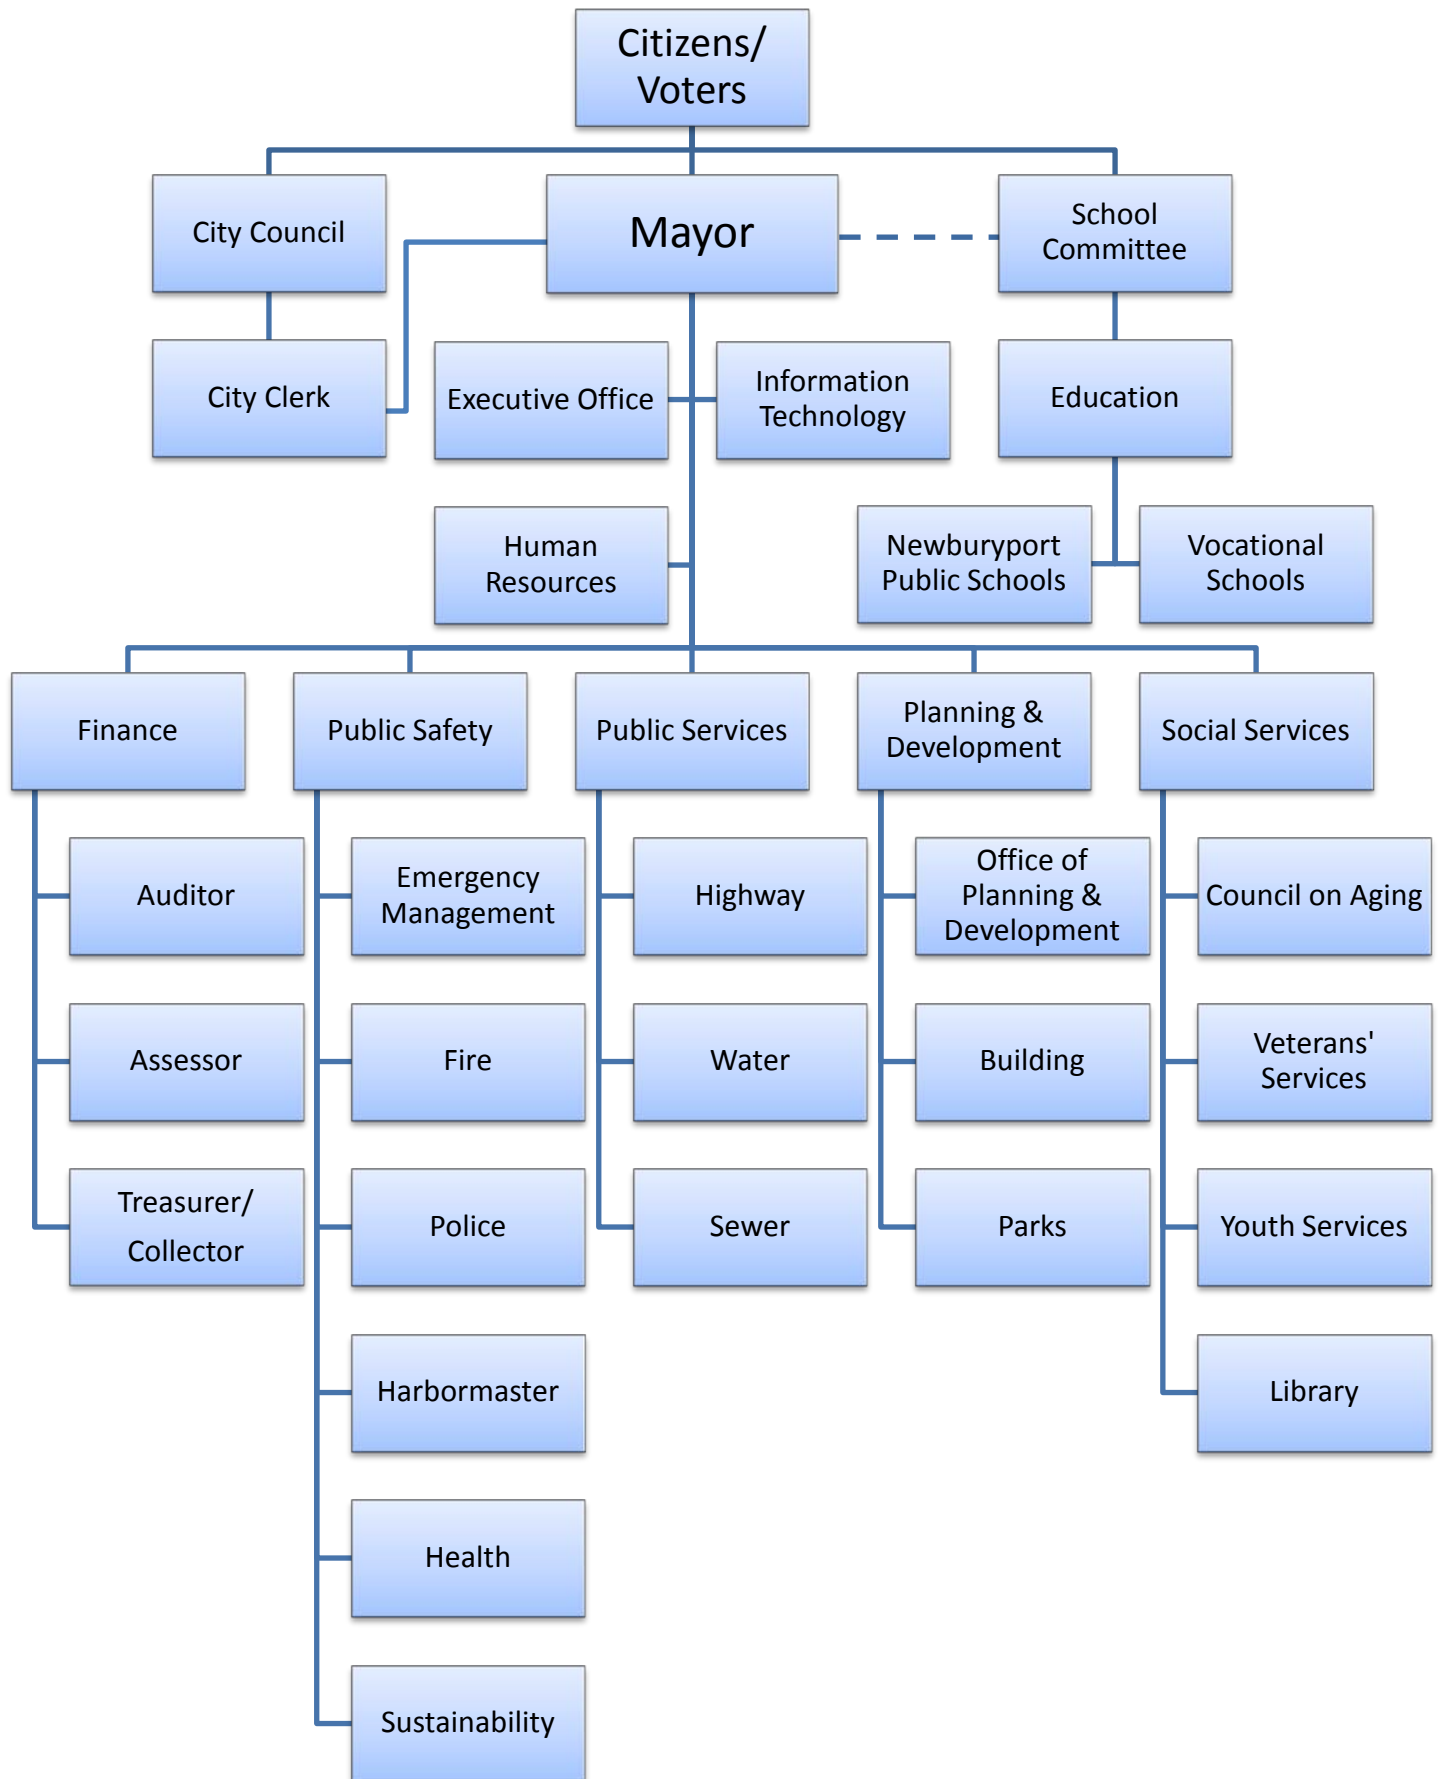 Citizens/
Voters
City Council
Mayor
School
Committee
City Clerk
Executive Office
Information
Technology
Education
Human
Resources
Newburyport
Public Schools
Vocational
Schools
Finance
Public Safety
Public Services
Planning &
Development
Social Services
Auditor
Emergency
Management
Highway
Office of
Planning &
Development
Council on Aging
Assessor
Fire
Water
Building
Veterans'
Services
Treasurer/
Collector
Police
Sewer
Parks
Youth Services
Harbormaster
Library
Health
Sustainability